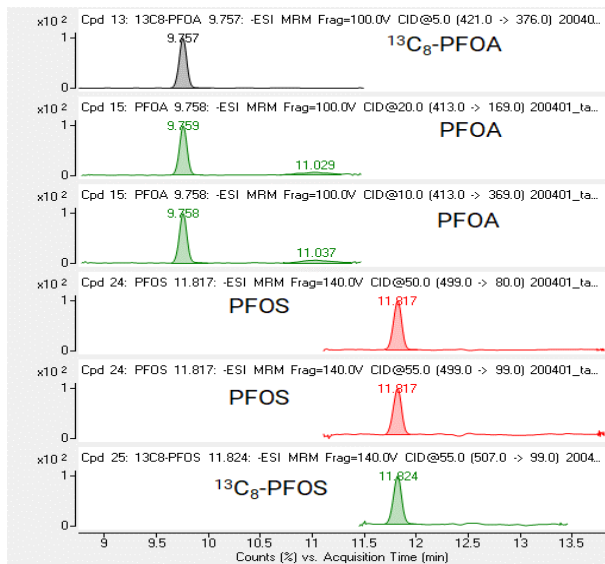 x10 2 Cpd 13: 13C8-PFOA 9.757: -ESI MRM Frag=100.0V CID@5.0 (421.0 -> 376.0) 20040...
9.757
¹³C₈-PFOA
1
0
x10 2 Cpd 15: PFOA 9.758: -ESI MRM Frag=100.0V CID@20.0 (413.0 -> 169.0) 200401_ta...
9.759
PFOA
1
11.029
0
x10 2 Cpd 15: PFOA 9.758: -ESI MRM Frag=100.0V CID@10.0 (413.0 -> 369.0) 200401_ta...
9.758
PFOA
1
11.037
0
x10 2 Cpd 24: PFOS 11.817: -ESI MRM Frag=140.0V CID@50.0 (499.0 -> 80.0) 200401_ta...
PFOS
11.817
1
0
x10 2 Cpd 24: PFOS 11.817: -ESI MRM Frag=140.0V CID@55.0 (499.0 -> 99.0) 200401_ta...
PFOS
11.817
1
0
x10 2 Cpd 25: 13C8-PFOS 11.824: -ESI MRM Frag=140.0V CID@55.0 (507.0 -> 99.0) 2004...
¹³C₈-PFOS
11.824
1
0
9 9.5 10 10.5 11 11.5 12 12.5 13 13.5
Counts (%) vs. Acquisition Time (min)